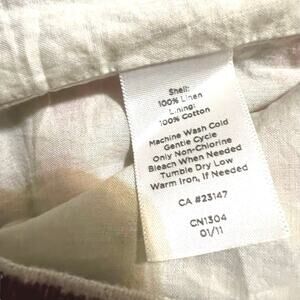 Shell:
100% Linen
Lining:
100% Cotton
Machine Wash Cold
Gentle Cycle
Only Non-Chlorine
Bleach When Needed
Tumble Dry Low
Warm Iron, If Needed
CA #23147
CN1304
01/11